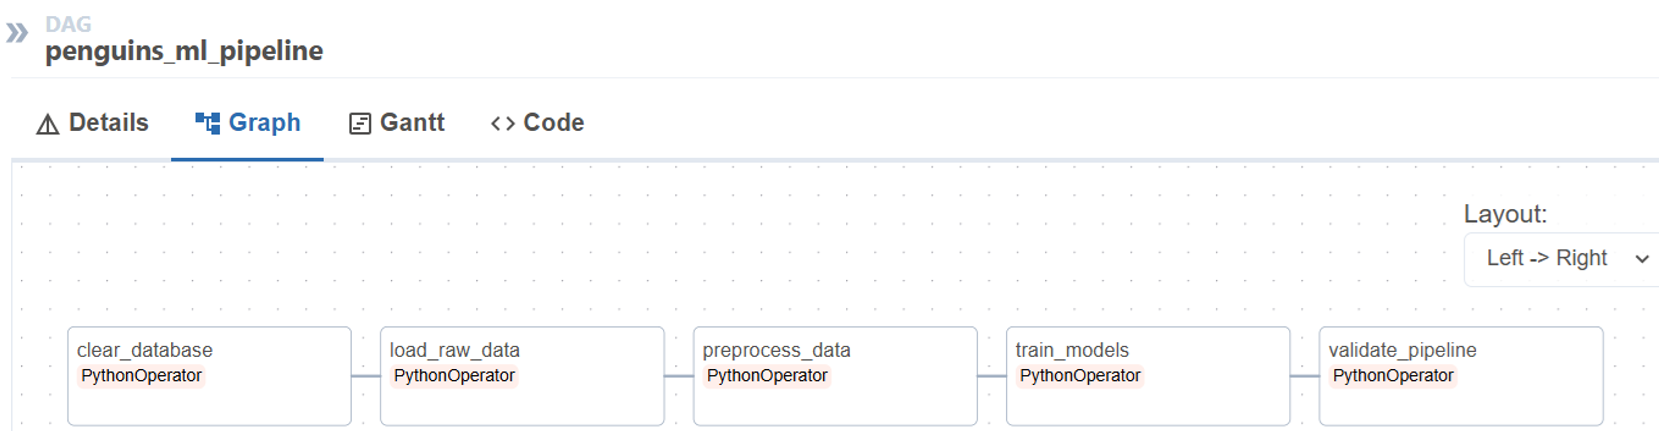 DAG
penguins_ml_pipeline
Details Graph Gantt Code
Layout:
Left -> Right
clear_database load_raw_data preprocess_data train_models validate_pipeline
PythonOperator PythonOperator PythonOperator PythonOperator PythonOperator